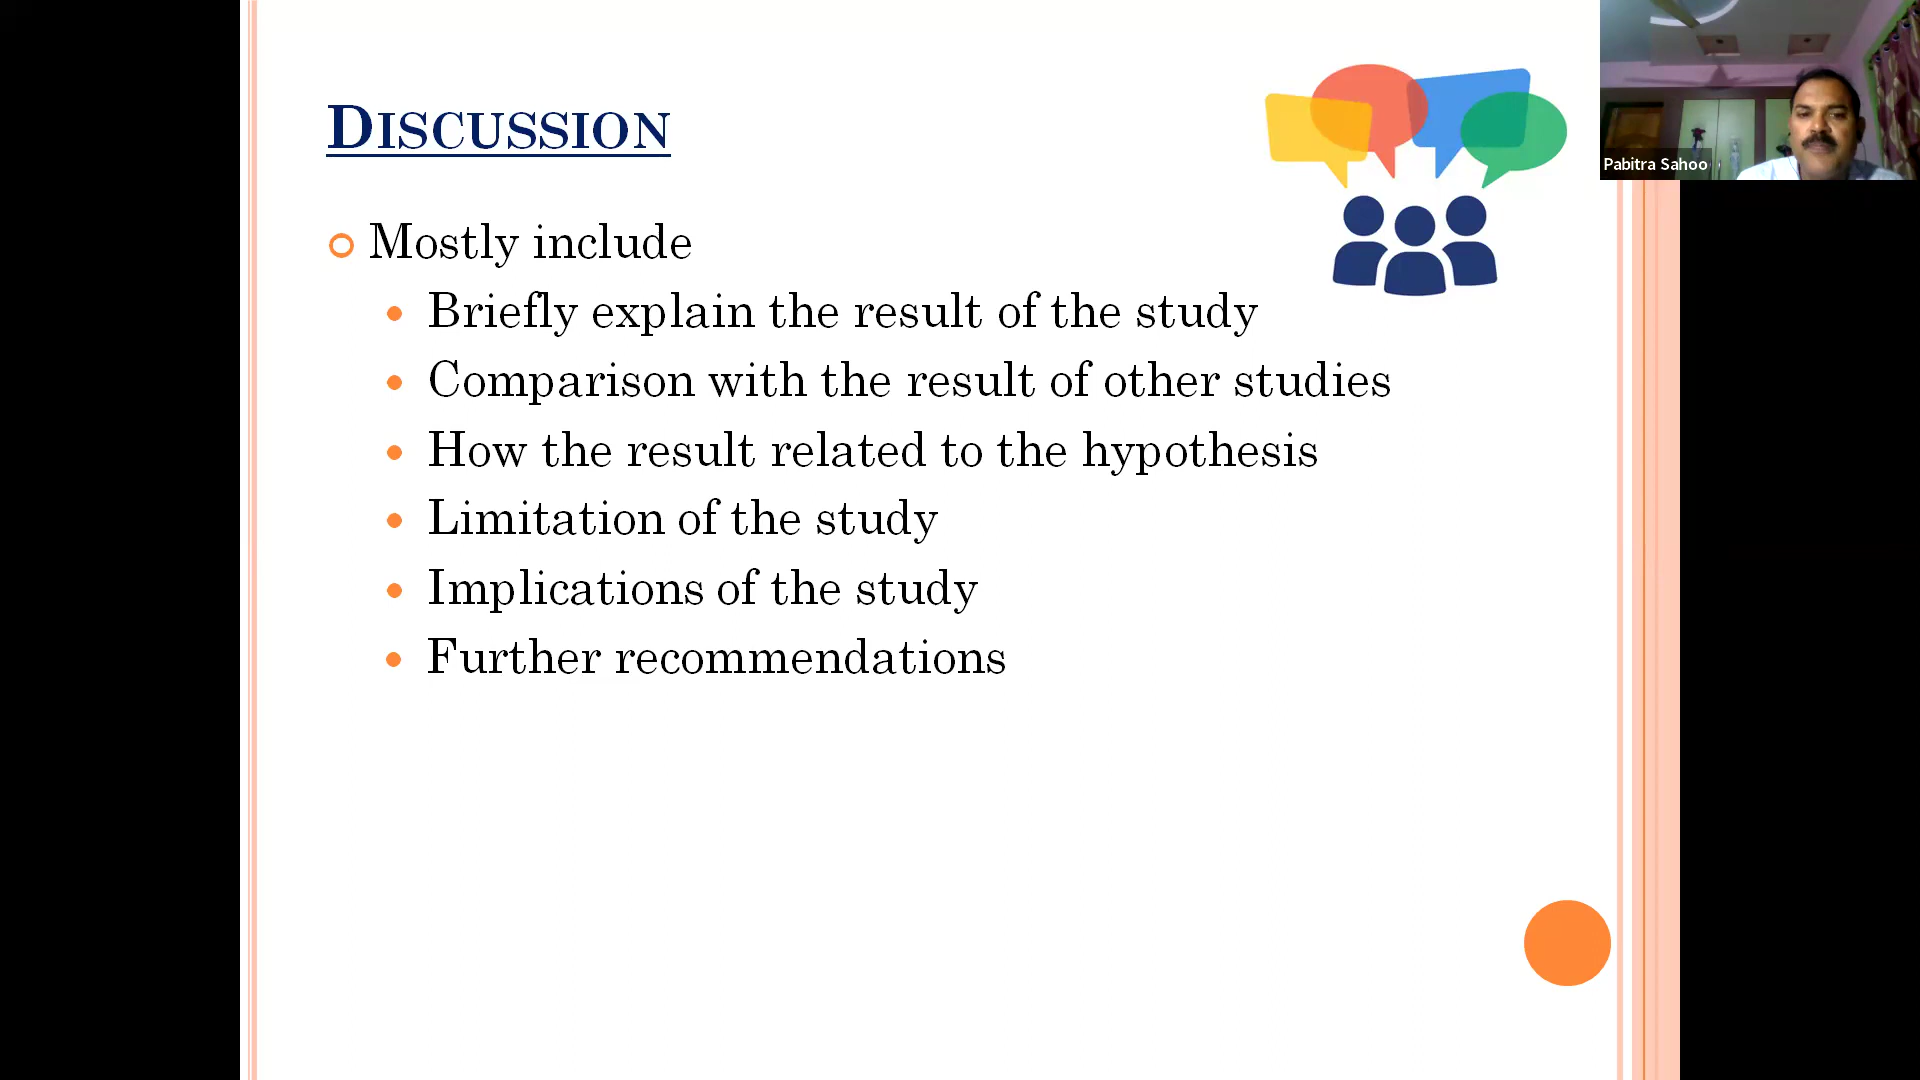 DISCUSSION
Mostly include
Briefly explain the result of the study
Comparison with the result of other studies
How the result related to the hypothesis
Limitation of the study
Implications of the study
Further recommendations
Pabitra Sahoo